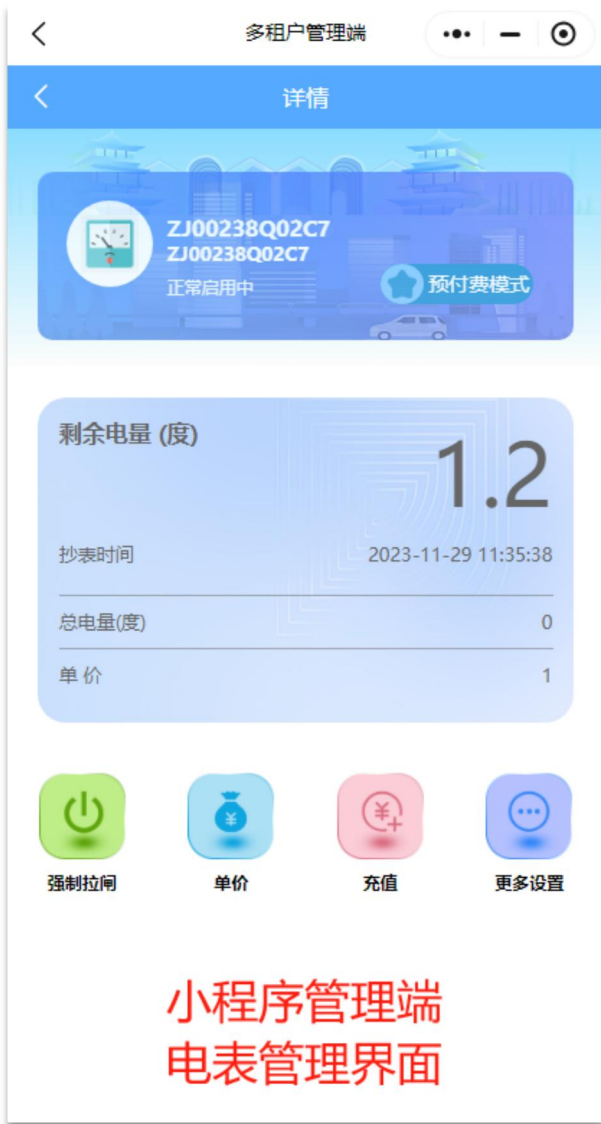 多租户管理端
详情
ZJ00238Q02C7
ZJ00238Q02C7
正常启用中
预付费模式
剩余电量 (度)
1.2
抄表时间 2023-11-29 11:35:38
总电量(度) 0
单 价 1
强制拉闸 单价 充值 更多设置
小程序管理端
电表管理界面